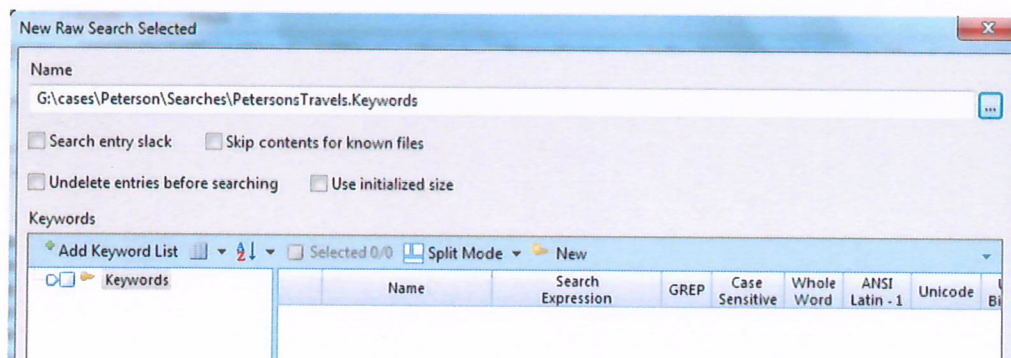 New Raw Search Selected
Name
G:\cases\Peterson\Searches\PetersonsTravels.Keywords
...
Search entry slack Skip contents for known files
Undelete entries before searching Use initialized size
Keywords
Add Keyword List Selected 0/0 Split Mode New
Keywords Name Search Expression GREP Case Sensitive Whole Word ANSI Latin - 1 Unicode